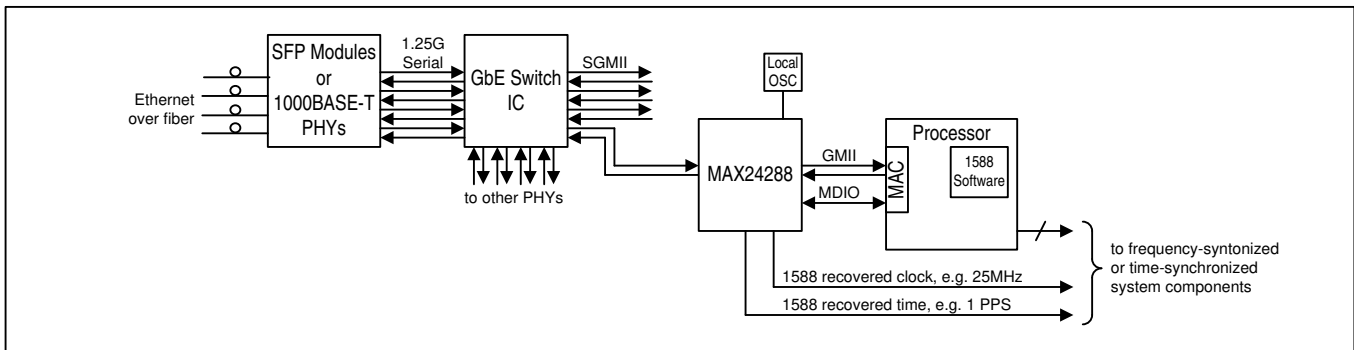 SFP Modules
or
1000BASE-T
PHYs
Ethernet
over fiber
1.25G
Serial
GbE Switch
IC
SGMII
to other PHYs
Local
OSC
MAX24288
GMII
MDIO
Processor
MAC
1588
Software
1588 recovered clock, e.g. 25MHz
1588 recovered time, e.g. 1 PPS
to frequency-syntonized
or time-synchronized
system components